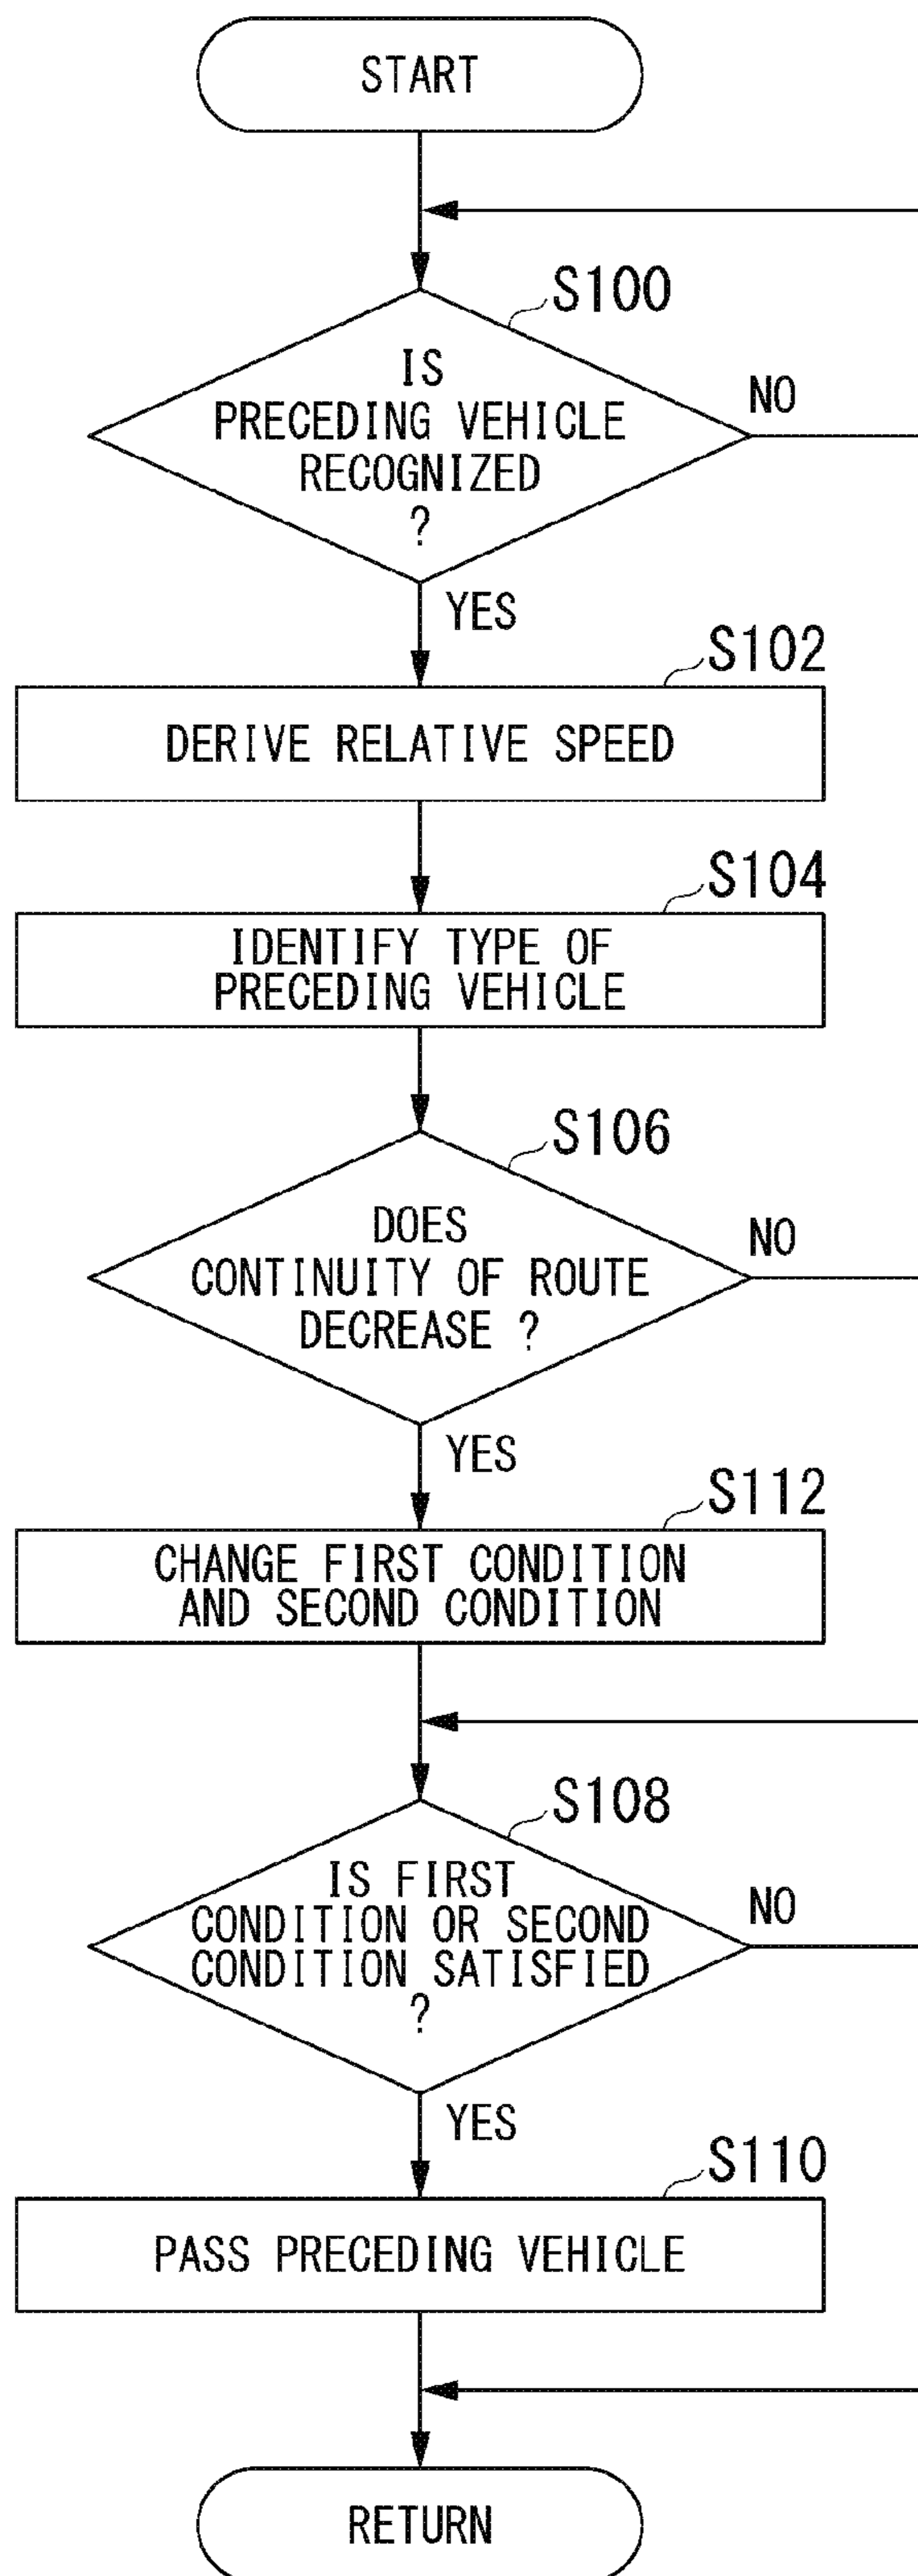 START
S100
IS
PRECEDING VEHICLE
RECOGNIZED
?
NO
YES
S102
DERIVE RELATIVE SPEED
S104
IDENTIFY TYPE OF
PRECEDING VEHICLE
S106
DOES
CONTINUITY OF ROUTE
DECREASE ?
NO
YES
S112
CHANGE FIRST CONDITION
AND SECOND CONDITION
S108
IS FIRST
CONDITION OR SECOND
CONDITION SATISFIED
?
NO
YES
S110
PASS PRECEDING VEHICLE
RETURN